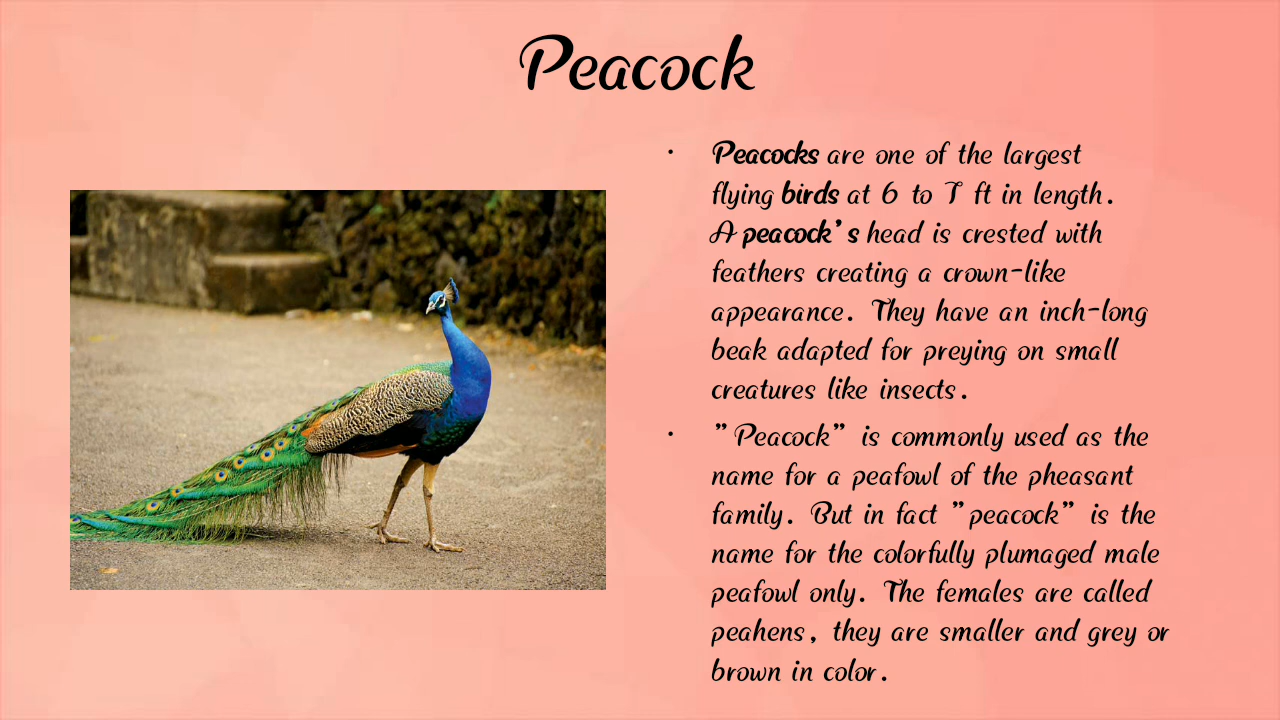 Peacock
• Peacocks are one of the largest
flying birds at 6 to 7 ft in length.
A peacock’s head is crested with
feathers creating a crown-like
appearance. They have an inch-long
beak adapted for preying on small
creatures like insects.
• ”Peacock” is commonly used as the
name for a peafowl of the pheasant
family. But in fact ”peacock” is the
name for the colorfully plumaged male
peafowl only. The females are called
peahens, they are smaller and grey or
brown in color.